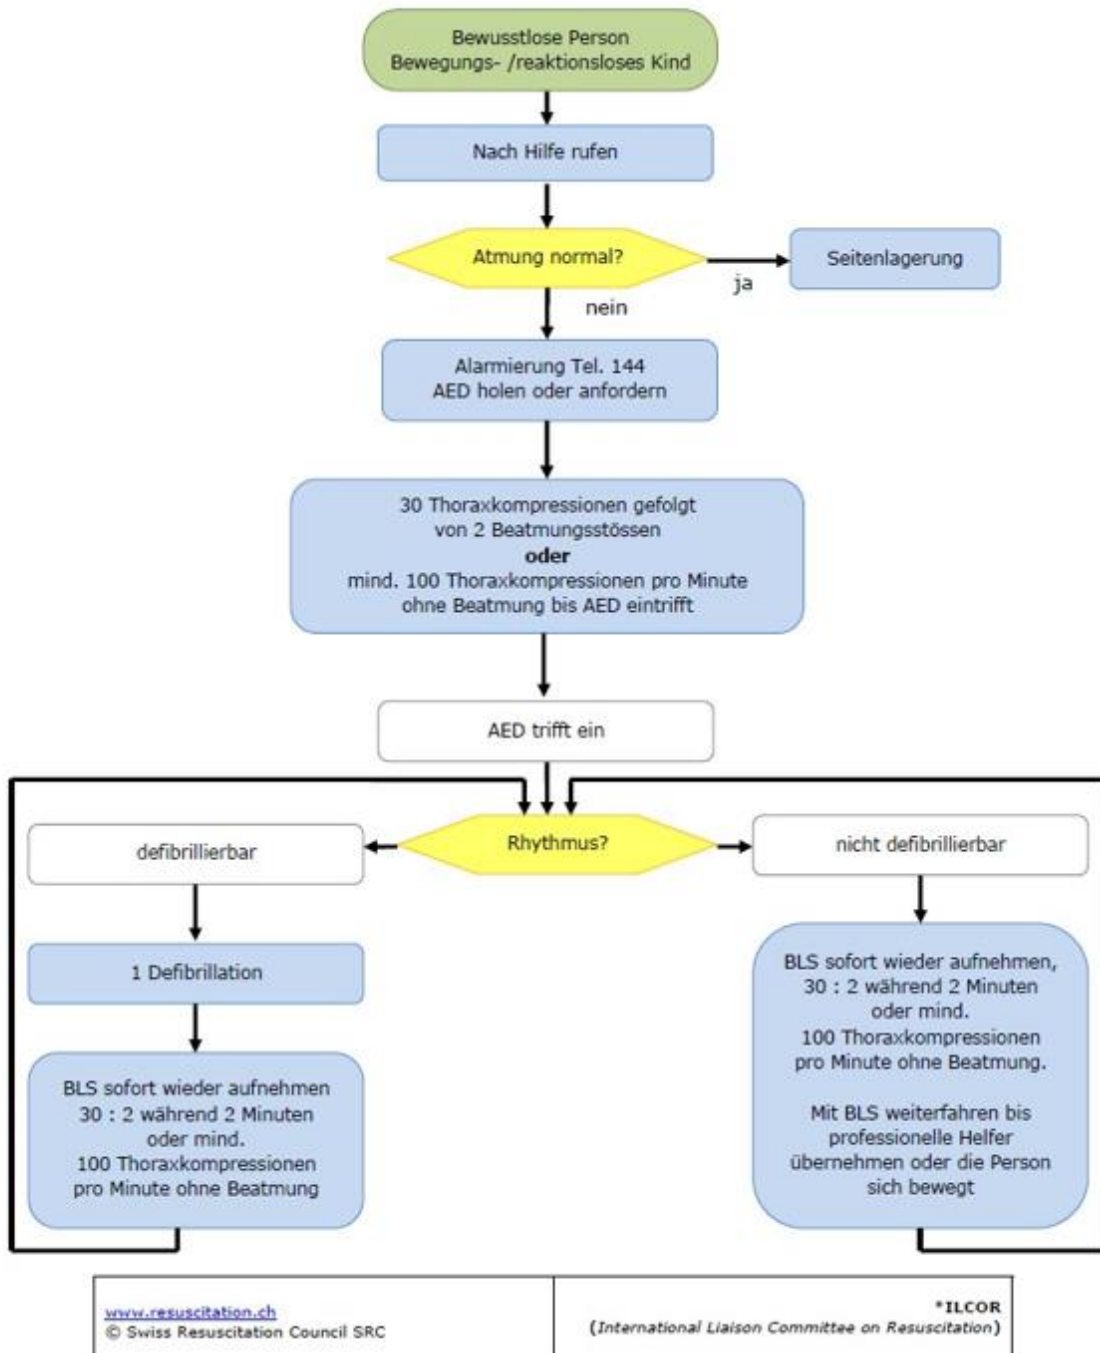 Bewusstlose Person
Bewegungs- /reaktionsloses Kind
Nach Hilfe rufen
Atmung normal?
Seitenlagerung
ja
nein
Alarmierung Tel. 144
AED holen oder anfordern
30 Thoraxkompressionen gefolgt
von 2 Beatmungsstössen
oder
mind. 100 Thoraxkompressionen pro Minute
ohne Beatmung bis AED eintrifft
AED trifft ein
Rhythmus?
defibrillierbar
nicht defibrillierbar
1 Defibrillation
BLS sofort wieder aufnehmen
30 : 2 während 2 Minuten
oder mind.
100 Thoraxkompressionen
pro Minute ohne Beatmung
BLS sofort wieder aufnehmen,
30 : 2 während 2 Minuten
oder mind.
100 Thoraxkompressionen
pro Minute ohne Beatmung.
Mit BLS weiterfahren bis
professionelle Helfer
übernehmen oder die Person
sich bewegt
www.resuscitation.ch
© Swiss Resuscitation Council SRC
*ILCOR
(International Liaison Committee on Resuscitation)